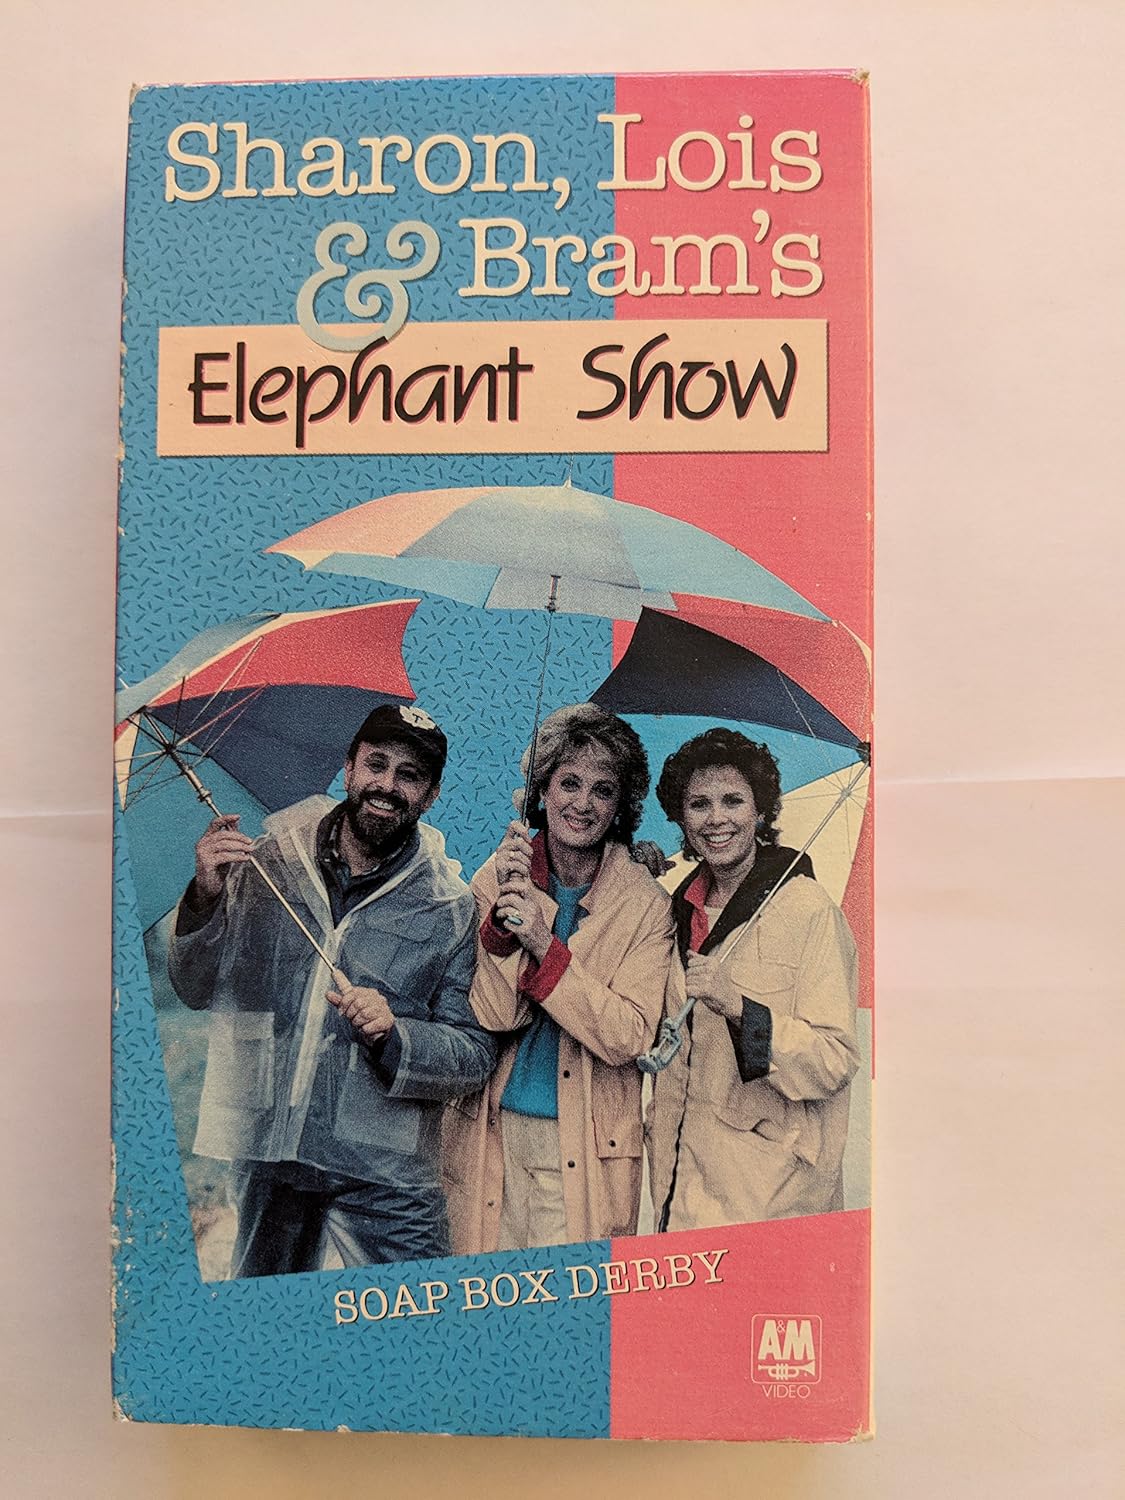 Sharon, Lois
& Bram's
Elephant Show
T
SOAP BOX DERBY
A&M
VIDEO